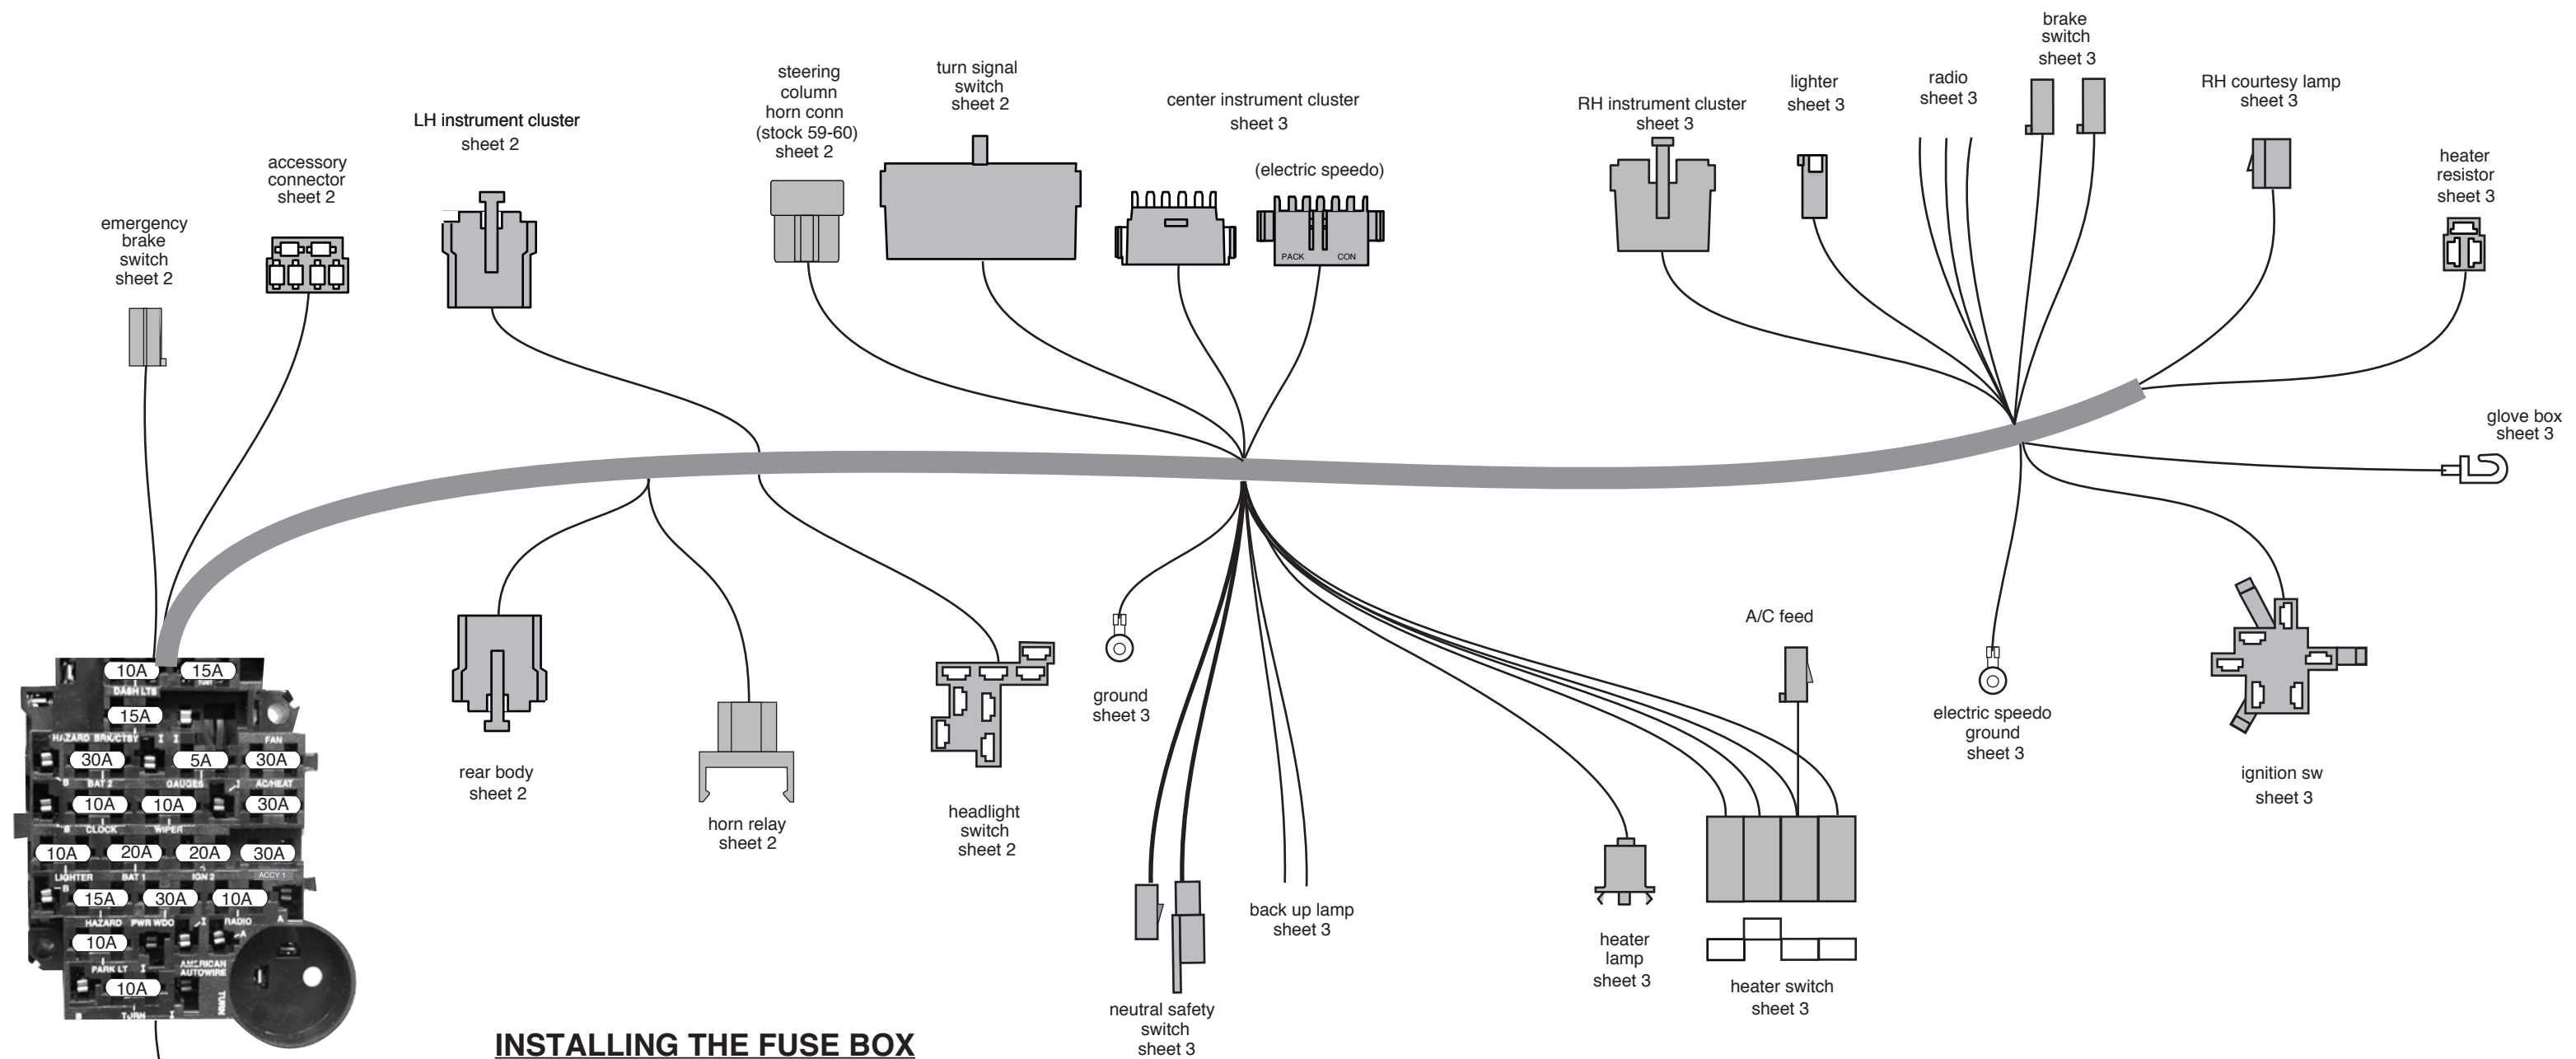 brake
switch
sheet 3
steering
column
horn conn
(stock 59-60)
sheet 2
turn signal
switch
sheet 2
center instrument cluster
sheet 3
(electric speedo)
PACK CON
RH instrument cluster
sheet 3
lighter
sheet 3
radio
sheet 3
RH courtesy lamp
sheet 3
heater
resistor
sheet 3
LH instrument cluster
sheet 2
accessory
connector
sheet 2
emergency
brake
switch
sheet 2
glove box
sheet 3
A/C feed
ground
sheet 3
electric speedo
ground
sheet 3
ignition sw
sheet 3
rear body
sheet 2
horn relay
sheet 2
headlight
switch
sheet 2
back up lamp
sheet 3
heater
lamp
sheet 3
heater switch
sheet 3
neutral safety
switch
sheet 3
10A 15A
DASH LTS
15A
HAZARD BRK/CTSY I I FAN
30A 5A 30A
B BAT 2 GAUGES I AC/HEAT
10A 10A 30A
B CLOCK WIPER
10A 20A 20A 30A
LIGHTER BAT 1 IGN 2 ACCY 1
B
15A 30A 10A
HAZARD PWR WDO I RADIO A
10A A
PARK LT I AMERICAN
AUTOWIRE
10A
TURN
B TURN I
INSTALLING THE FUSE BOX